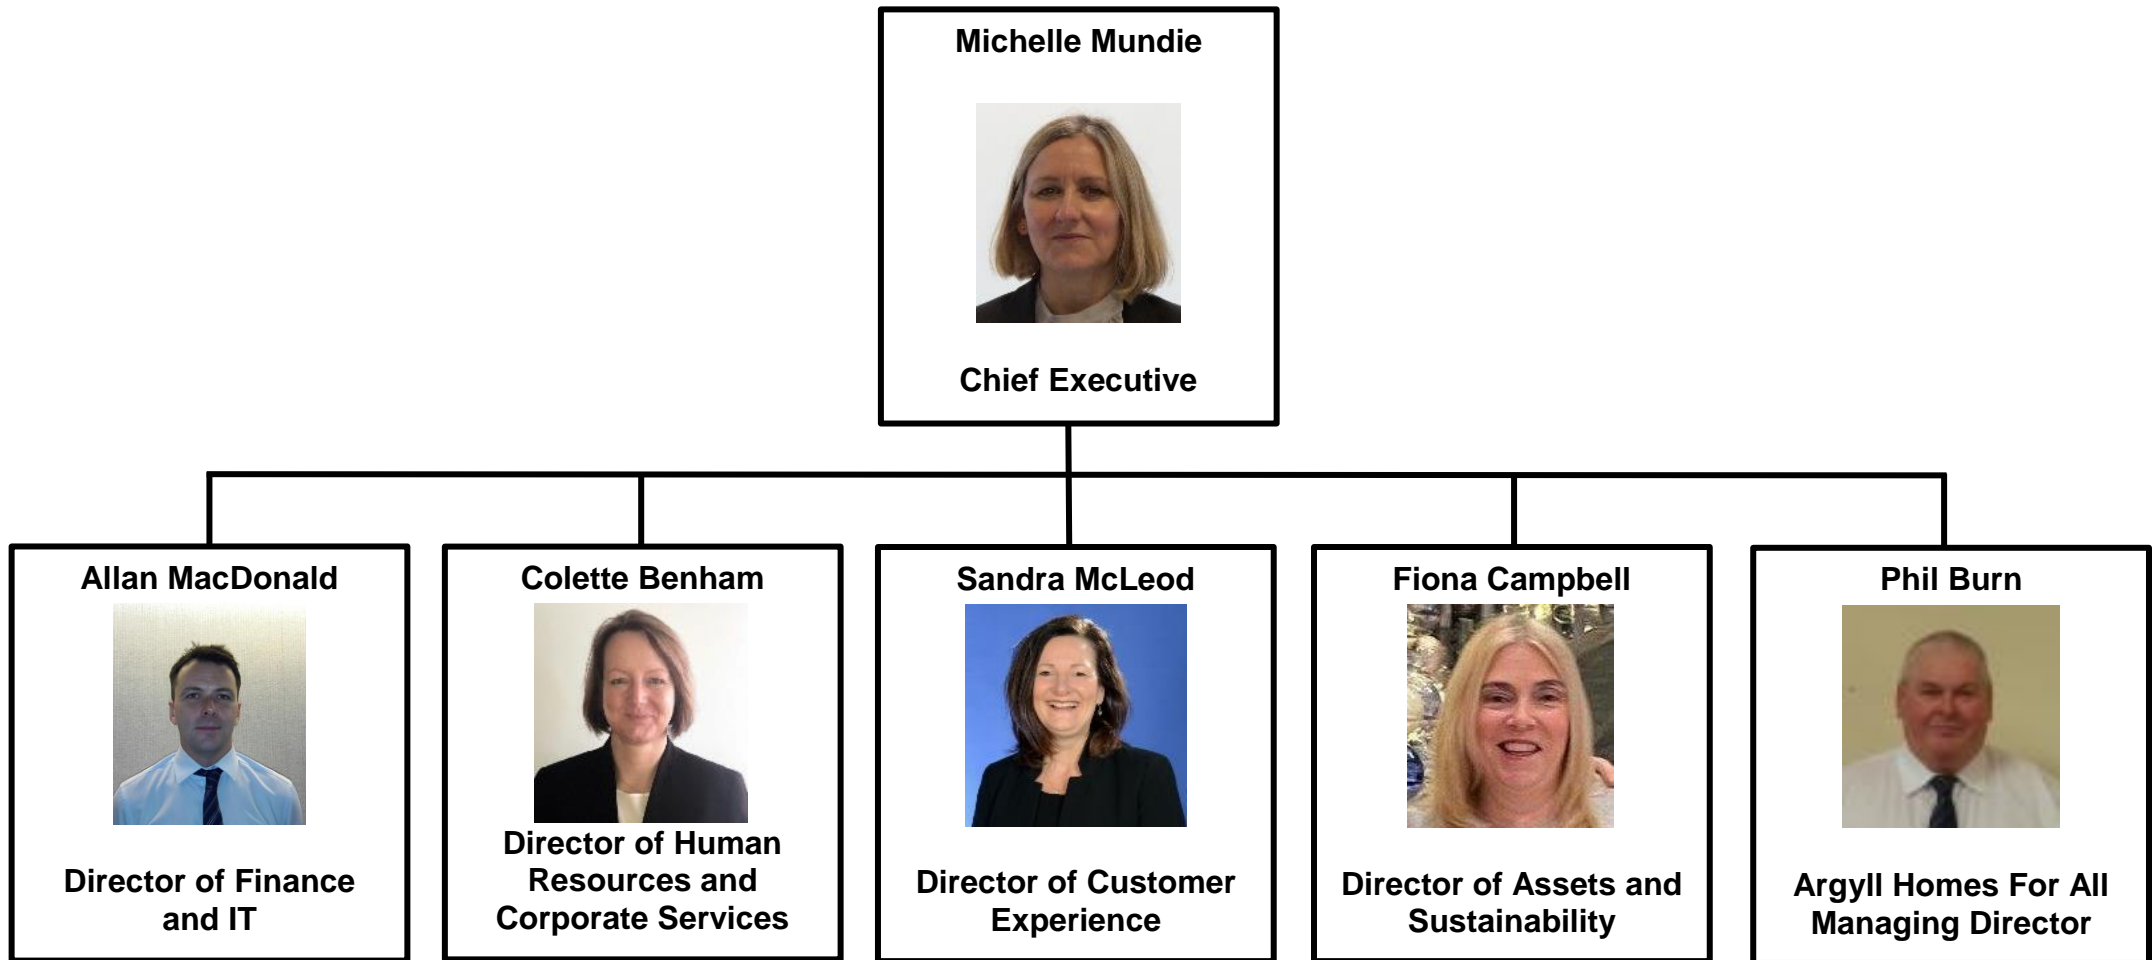 Michelle Mundie
Chief Executive
Allan MacDonald
Director of Finance
and IT
Colette Benham
Director of Human
Resources and
Corporate Services
Sandra McLeod
Director of Customer
Experience
Fiona Campbell
Director of Assets and
Sustainability
Phil Burn
Argyll Homes For All
Managing Director